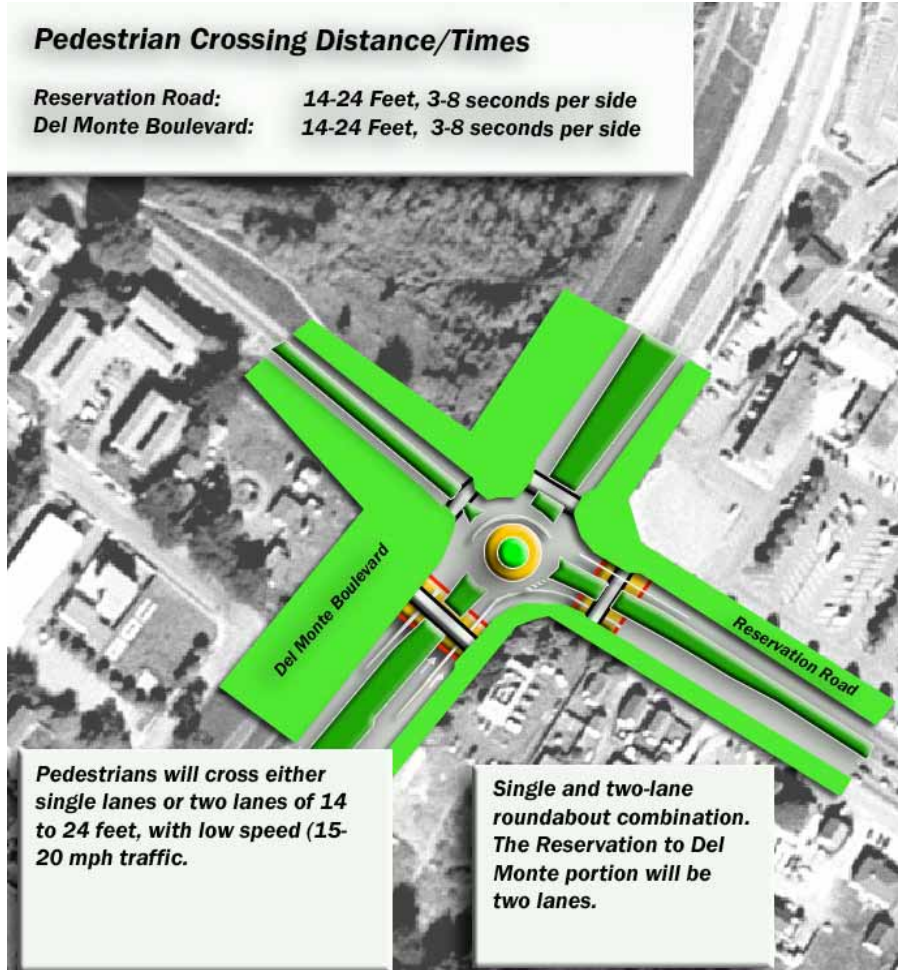 Pedestrian Crossing Distance/Times
Reservation Road: 14-24 Feet, 3-8 seconds per side
Del Monte Boulevard: 14-24 Feet, 3-8 seconds per side
Del Monte Boulevard
Reservation Road
Pedestrians will cross either
single lanes or two lanes of 14
to 24 feet, with low speed (15-
20 mph traffic.
Single and two-lane
roundabout combination.
The Reservation to Del
Monte portion will be
two lanes.